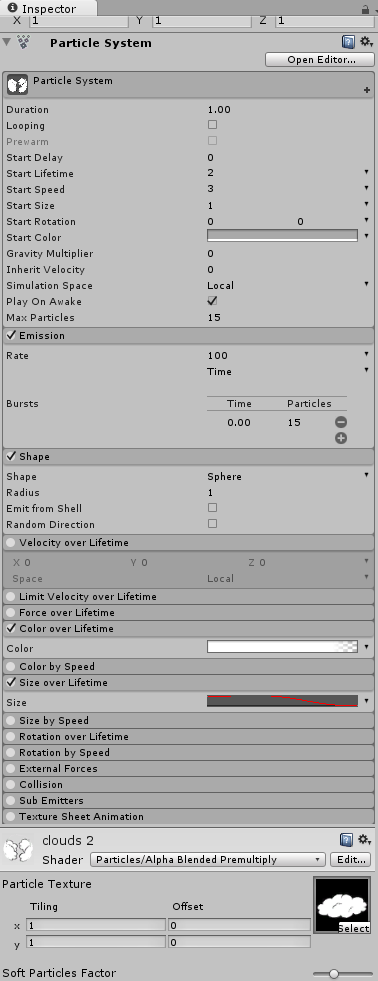 Inspector
X 1 Y 1 Z 1
Particle System
Open Editor...
Particle System
Duration 1.00
Looping
Prewarm
Start Delay 0
Start Lifetime 2
Start Speed 3
Start Size 1
Start Rotation 0 0
Start Color
Gravity Multiplier 0
Inherit Velocity 0
Simulation Space Local
Play On Awake
Max Particles 15
Emission
Rate 100
Time
Bursts Time Particles
0.00 15
Shape
Shape Sphere
Radius 1
Emit from Shell
Random Direction
Velocity over Lifetime
X 0 Y 0 Z 0
Space Local
Limit Velocity over Lifetime
Force over Lifetime
Color over Lifetime
Color
Color by Speed
Size over Lifetime
Size
Size by Speed
Rotation over Lifetime
Rotation by Speed
External Forces
Collision
Sub Emitters
Texture Sheet Animation
clouds 2
Shader Particles/Alpha Blended Premultiply Edit...
Particle Texture
Tiling Offset
x 1 0
y 1 0
Select
Soft Particles Factor